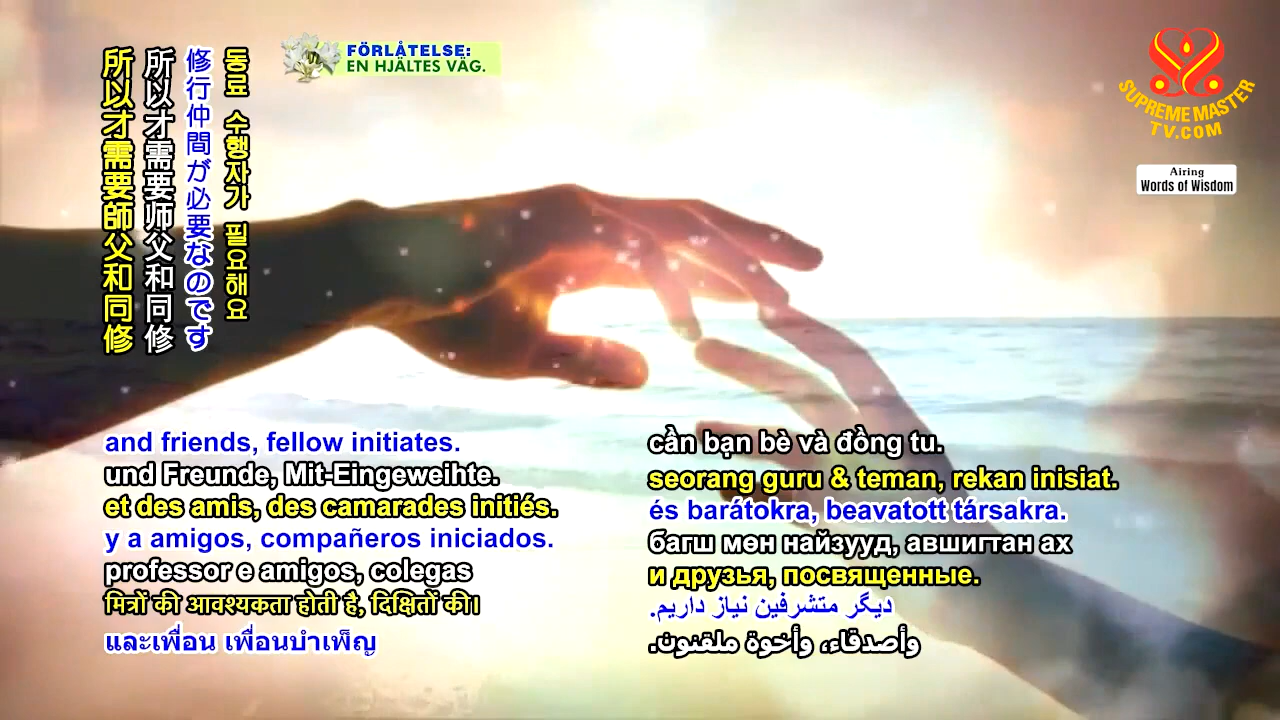 동료 수행자가 필요해요
修行仲間が必要なのです
所以才需要师父和同修
所以才需要師父和同修
FÖRLÅTELSE:
EN HJÄLTES VÄG.
SUPREME MASTER
TV.COM
Airing
Words of Wisdom
and friends, fellow initiates.
und Freunde, Mit-Eingeweihte.
et des amis, des camarades initiés.
y a amigos, compañeros iniciados.
professor e amigos, colegas
मित्रों की आवश्यकता होती है, दिक्षितों की।
และเพื่อน เพื่อนบำเพ็ญ
cần bạn bè và đồng tu.
seorang guru & teman, rekan inisiat.
és barátokra, beavatott társakra.
багш мөн найзууд, авшигтан ах
и друзья, посвященные.
دیگر متشرفین نیاز داریم.
وأصدقاء، وأخوة ملقنون.